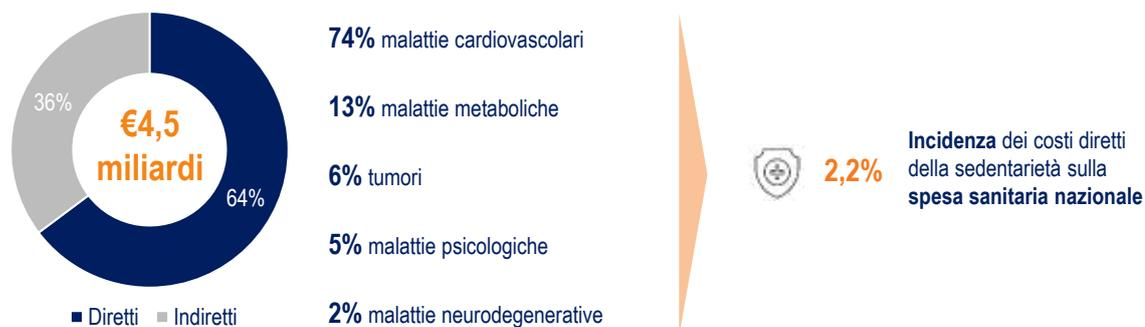 36%
€4,5
miliardi
64%
Diretti Indiretti
74% malattie cardiovascolari
13% malattie metaboliche
6% tumori
5% malattie psicologiche
2% malattie neurodegenerative
2,2%
Incidenza dei costi diretti
della sedentarietà sulla
spesa sanitaria nazionale